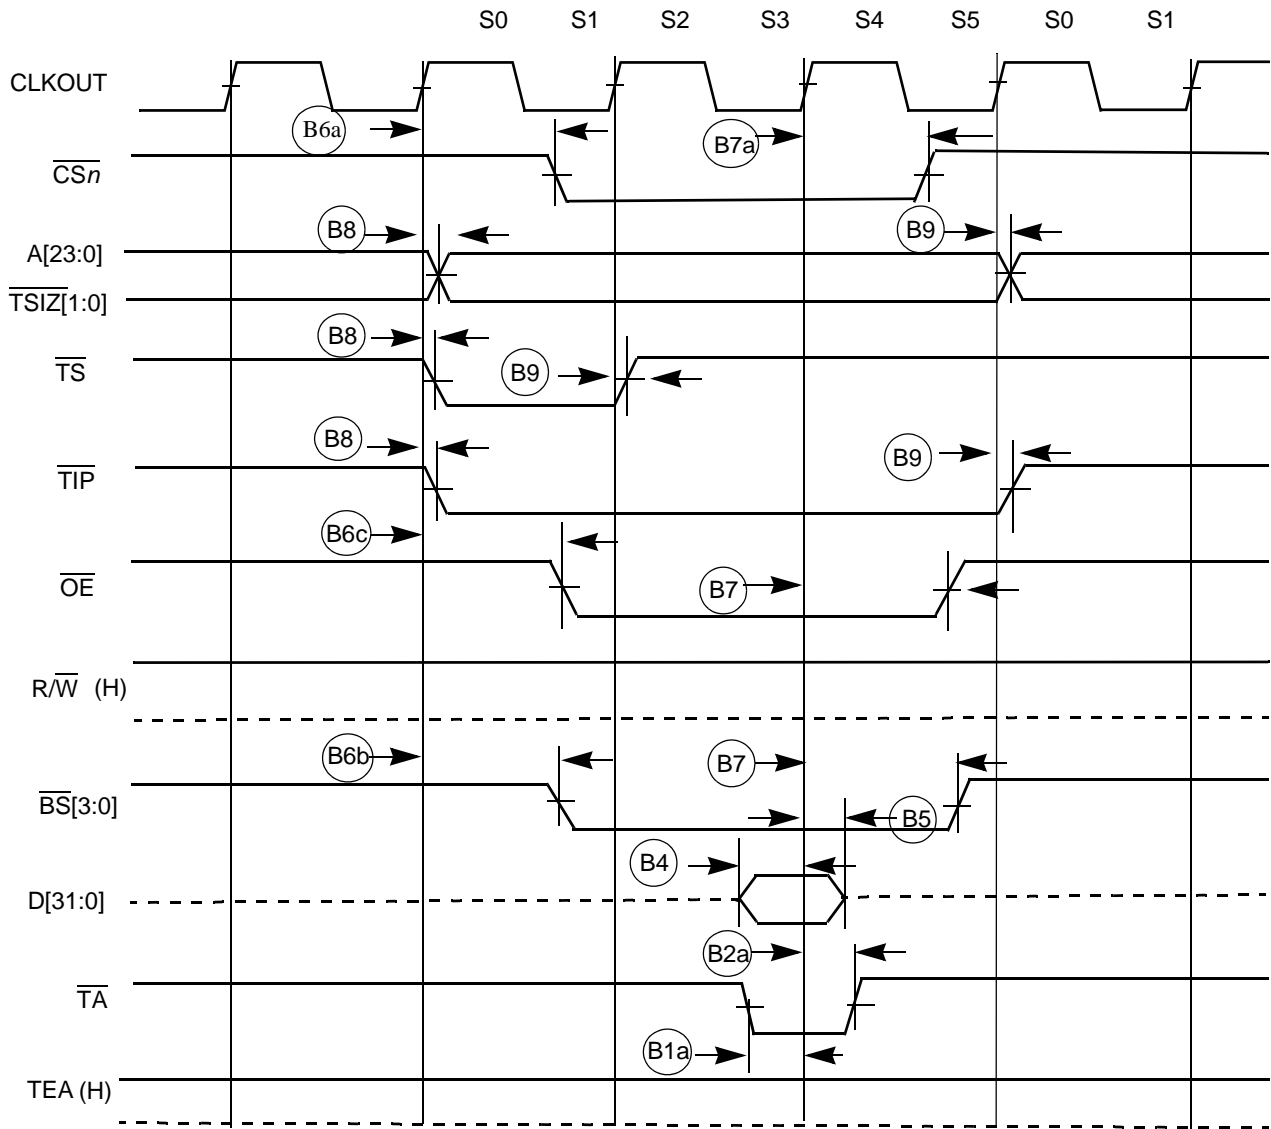 S0 S1 S2 S3 S4 S5 S0 S1
CLKOUT
B6a B7a
CSn
B8 B9
A[23:0]
TSIZ[1:0]
B8
TS B9
B8 B9
TIP
B6c
OE B7
R/W (H)
B6b B7
BS[3:0] B5
B4
D[31:0]
B2a
TA
B1a
TEA (H)